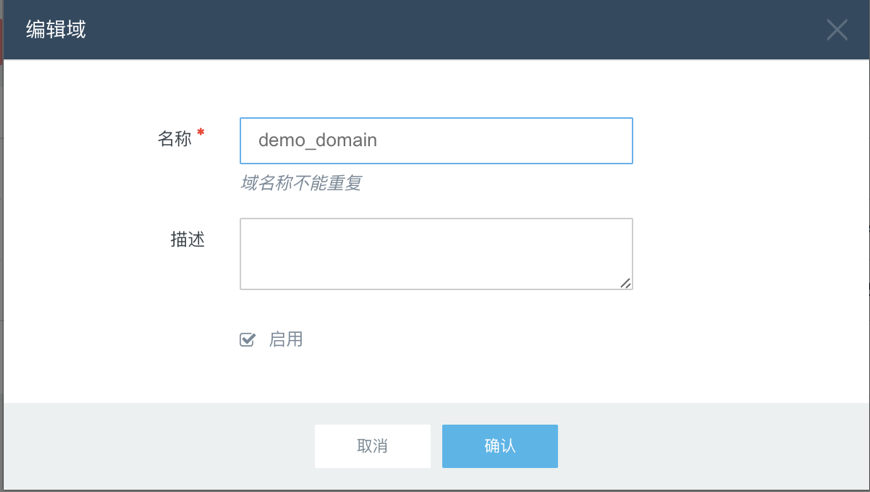 编辑域
名称 *
demo_domain
域名称不能重复
描述
启用
取消
确认